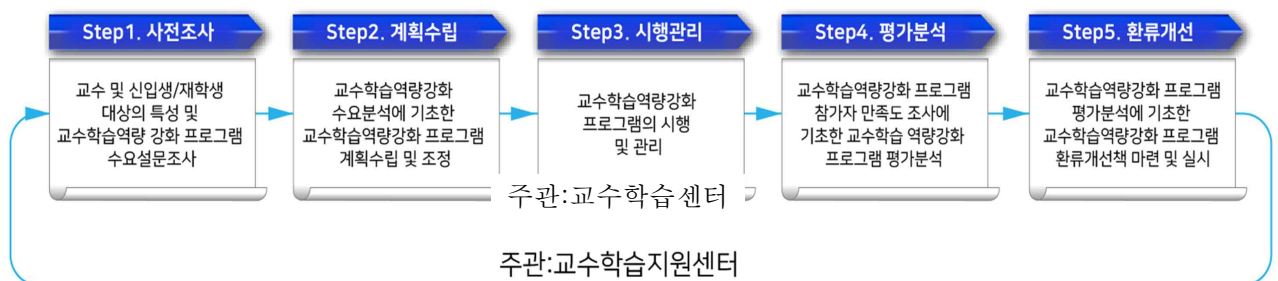 Step1. 사전조사
교수 및 신입생/재학생
대상의 특성 및
교수학습역량 강화 프로그램
수요설문조사
Step2. 계획수립
교수학습역량강화
수요분석에 기초한
교수학습역량강화 프로그램
계획수립 및 조정
Step3. 시행관리
교수학습역량강화
프로그램의 시행
및 관리
Step4. 평가분석
교수학습역량강화 프로그램
참가자 만족도 조사에
기초한 교수학습 역량강화
프로그램 평가분석
Step5. 환류개선
교수학습역량강화 프로그램
평가분석에 기초한
교수학습역량강화 프로그램
환류개선책 마련 및 실시
주관:교수학습센터
주관:교수학습지원센터